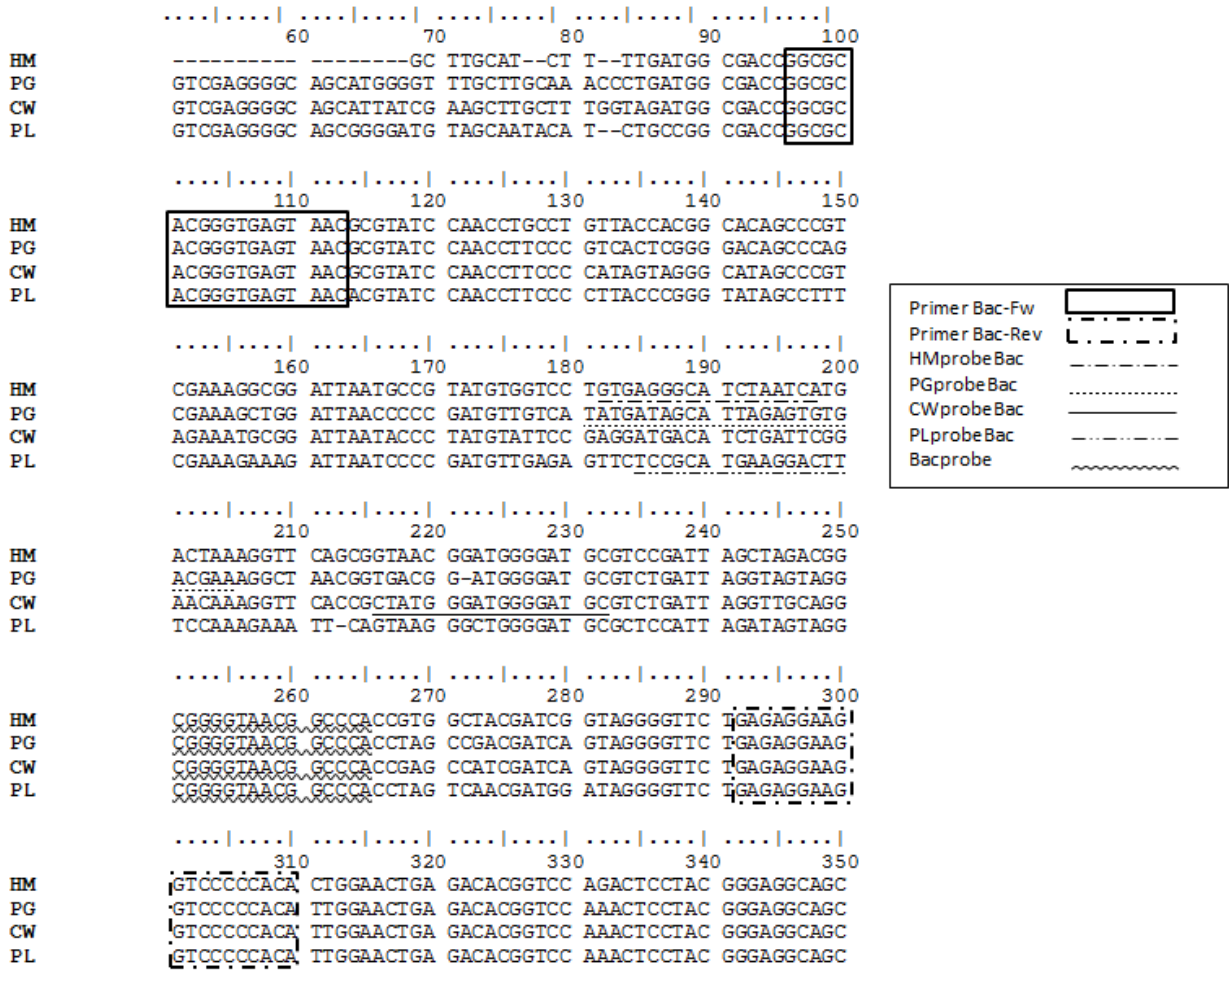 ....|....| ....|....| ....|....| ....|....| ....|....|
60 70 80 90 100
HM ---------- --------GC TTGCAT--CT T--TTGATGG CGACCGGCGC
PG GTCGAGGGGC AGCATGGGGT TTGCTTGCAA ACCCTGATGG CGACCGGCGC
CW GTCGAGGGGC AGCATTATCG AAGCTTGCTT TGGTAGATGG CGACCGGCGC
PL GTCGAGGGGC AGCGGGGATG TAGCAATACA T--CTGCCGG CGACCGGCGC
....|....| ....|....| ....|....| ....|....| ....|....|
110 120 130 140 150
HM ACGGGTGAGT AACGCGTATC CAACCTGCCT GTTACCACGG CACAGCCCGT
PG ACGGGTGAGT AACGCGTATC CAACCTTCCC GTCACTCGGG GACAGCCCAG
CW ACGGGTGAGT AACGCGTATC CAACCTTCCC CATAGTAGGG CATAGCCCGT
PL ACGGGTGAGT AACACGTATC CAACCTTCCC CTTACCCGGG TATAGCCTTT
....|....| ....|....| ....|....| ....|....| ....|....|
160 170 180 190 200
HM CGAAAGGCGG ATTAATGCCG TATGTGGTCC TGTGAGGGCA TCTAATCATG
PG CGAAAGCTGG ATTAACCCCC GATGTTGTCA TATGATAGCA TTAGAGTGTG
CW AGAAATGCGG ATTAATACCC TATGTATTCC GAGGATGACA TCTGATTCGG
PL CGAAAGAAAG ATTAATCCCC GATGTTGAGA GTTCTCCGCA TGAAGGACTT
....|....| ....|....| ....|....| ....|....| ....|....|
210 220 230 240 250
HM ACTAAAGGTT CAGCGGTAAC GGATGGGGAT GCGTCCGATT AGCTAGACGG
PG ACGAAAGGCT AACGGTGACG G-ATGGGGAT GCGTCTGATT AGGTAGTAGG
CW AACAAAGGTT CACCGCTATG GGATGGGGAT GCGTCTGATT AGGTTGCAGG
PL TCCAAAGAAA TT-CAGTAAG GGCTGGGGAT GCGCTCCATT AGATAGTAGG
....|....| ....|....| ....|....| ....|....| ....|....|
260 270 280 290 300
HM CGGGGTAACG GCCCACCGTG GCTACGATCG GTAGGGGTTC TGAGAGGAAG
PG CGGGGTAACG GCCCACCTAG CCGACGATCA GTAGGGGTTC TGAGAGGAAG
CW CGGGGTAACG GCCCACCGAG CCATCGATCA GTAGGGGTTC TGAGAGGAAG
PL CGGGGTAACG GCCCACCTAG TCAACGATGG ATAGGGGTTC TGAGAGGAAG
....|....| ....|....| ....|....| ....|....| ....|....|
310 320 330 340 350
HM GTCCCCCACA CTGGAACTGA GACACGGTCC AGACTCCTAC GGGAGGCAGC
PG GTCCCCCACA TTGGAACTGA GACACGGTCC AAACTCCTAC GGGAGGCAGC
CW GTCCCCCACA TTGGAACTGA GACACGGTCC AAACTCCTAC GGGAGGCAGC
PL GTCCCCCACA TTGGAACTGA GACACGGTCC AAACTCCTAC GGGAGGCAGC
Primer Bac-Fw
Primer Bac-Rev
HMprobeBac
PGprobeBac
CWprobeBac
PLprobeBac
Bacprobe